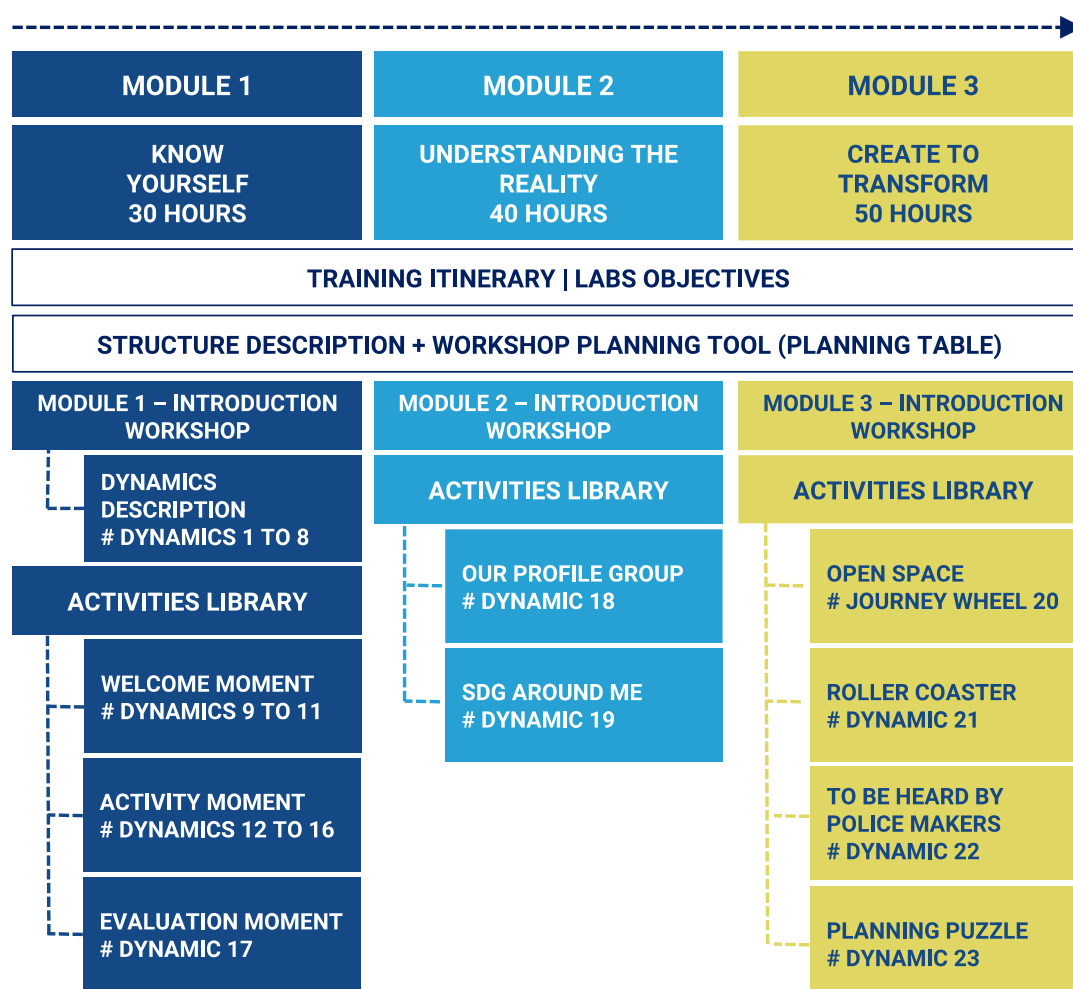 MODULE 1
MODULE 2
MODULE 3
KNOW
YOURSELF
30 HOURS
UNDERSTANDING THE
REALITY
40 HOURS
CREATE TO
TRANSFORM
50 HOURS
TRAINING ITINERARY | LABS OBJECTIVES
STRUCTURE DESCRIPTION + WORKSHOP PLANNING TOOL (PLANNING TABLE)
MODULE 1 – INTRODUCTION
WORKSHOP
DYNAMICS
DESCRIPTION
# DYNAMICS 1 TO 8
ACTIVITIES LIBRARY
WELCOME MOMENT
# DYNAMICS 9 TO 11
ACTIVITY MOMENT
# DYNAMICS 12 TO 16
EVALUATION MOMENT
# DYNAMIC 17
MODULE 2 – INTRODUCTION
WORKSHOP
ACTIVITIES LIBRARY
OUR PROFILE GROUP
# DYNAMIC 18
SDG AROUND ME
# DYNAMIC 19
MODULE 3 – INTRODUCTION
WORKSHOP
ACTIVITIES LIBRARY
OPEN SPACE
# JOURNEY WHEEL 20
ROLLER COASTER
# DYNAMIC 21
TO BE HEARD BY
POLICE MAKERS
# DYNAMIC 22
PLANNING PUZZLE
# DYNAMIC 23